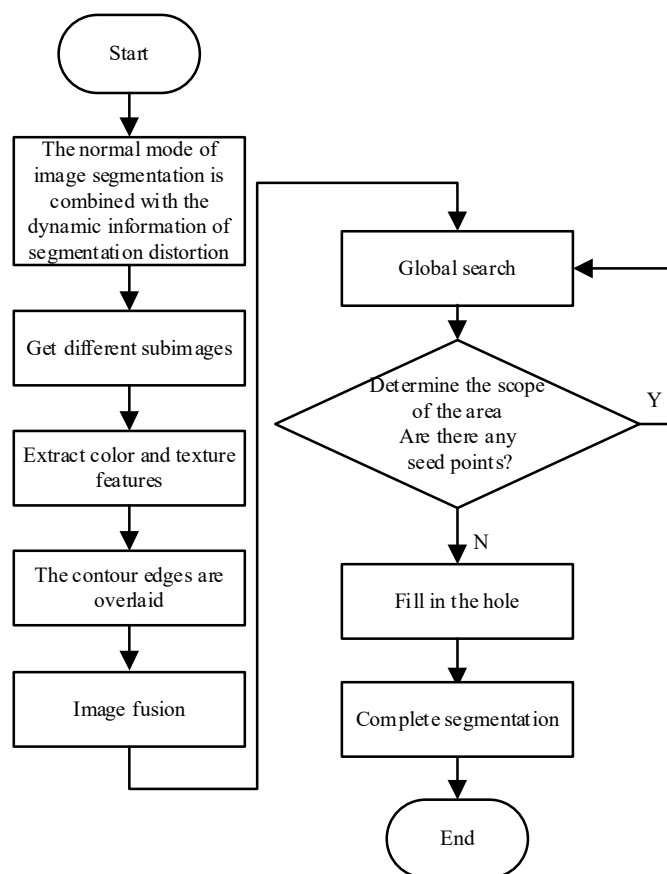 Start
The normal mode of
image segmentation is
combined with the
dynamic information of
segmentation distortion
Get different subimages
Extract color and texture
features
The contour edges are
overlaid
Image fusion
Global search
Determine the scope
of the area
Are there any
seed points?
Y
N
Fill in the hole
Complete segmentation
End